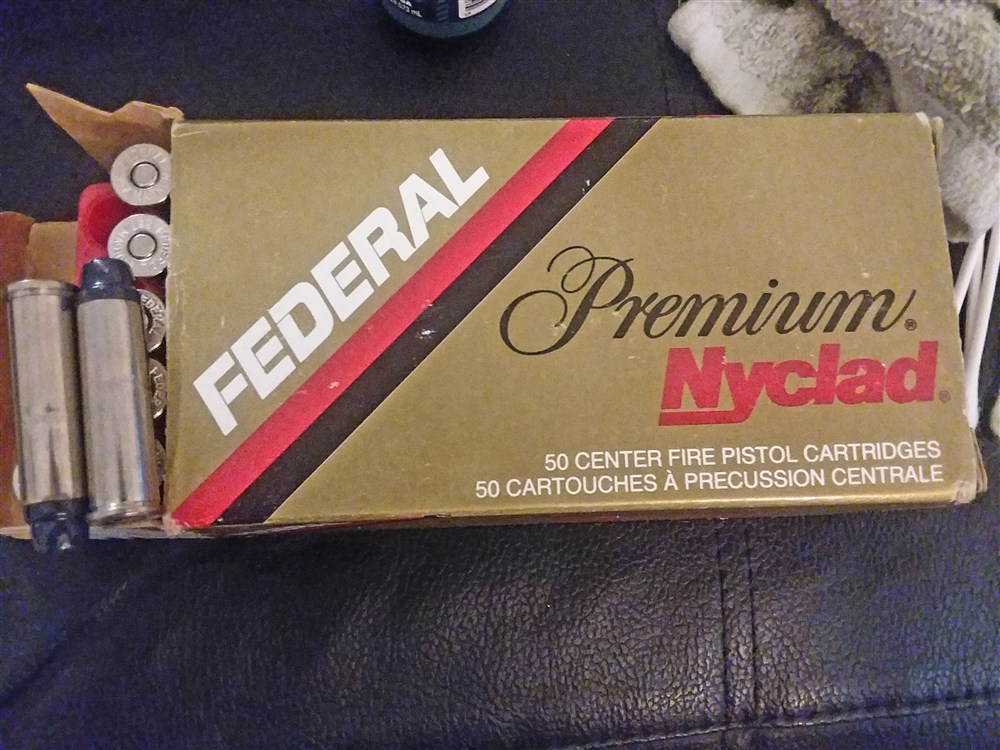 FEDERAL
Premium®
Nyclad®
50 CENTER FIRE PISTOL CARTRIDGES
50 CARTOUCHES À PRECUSSION CENTRALE